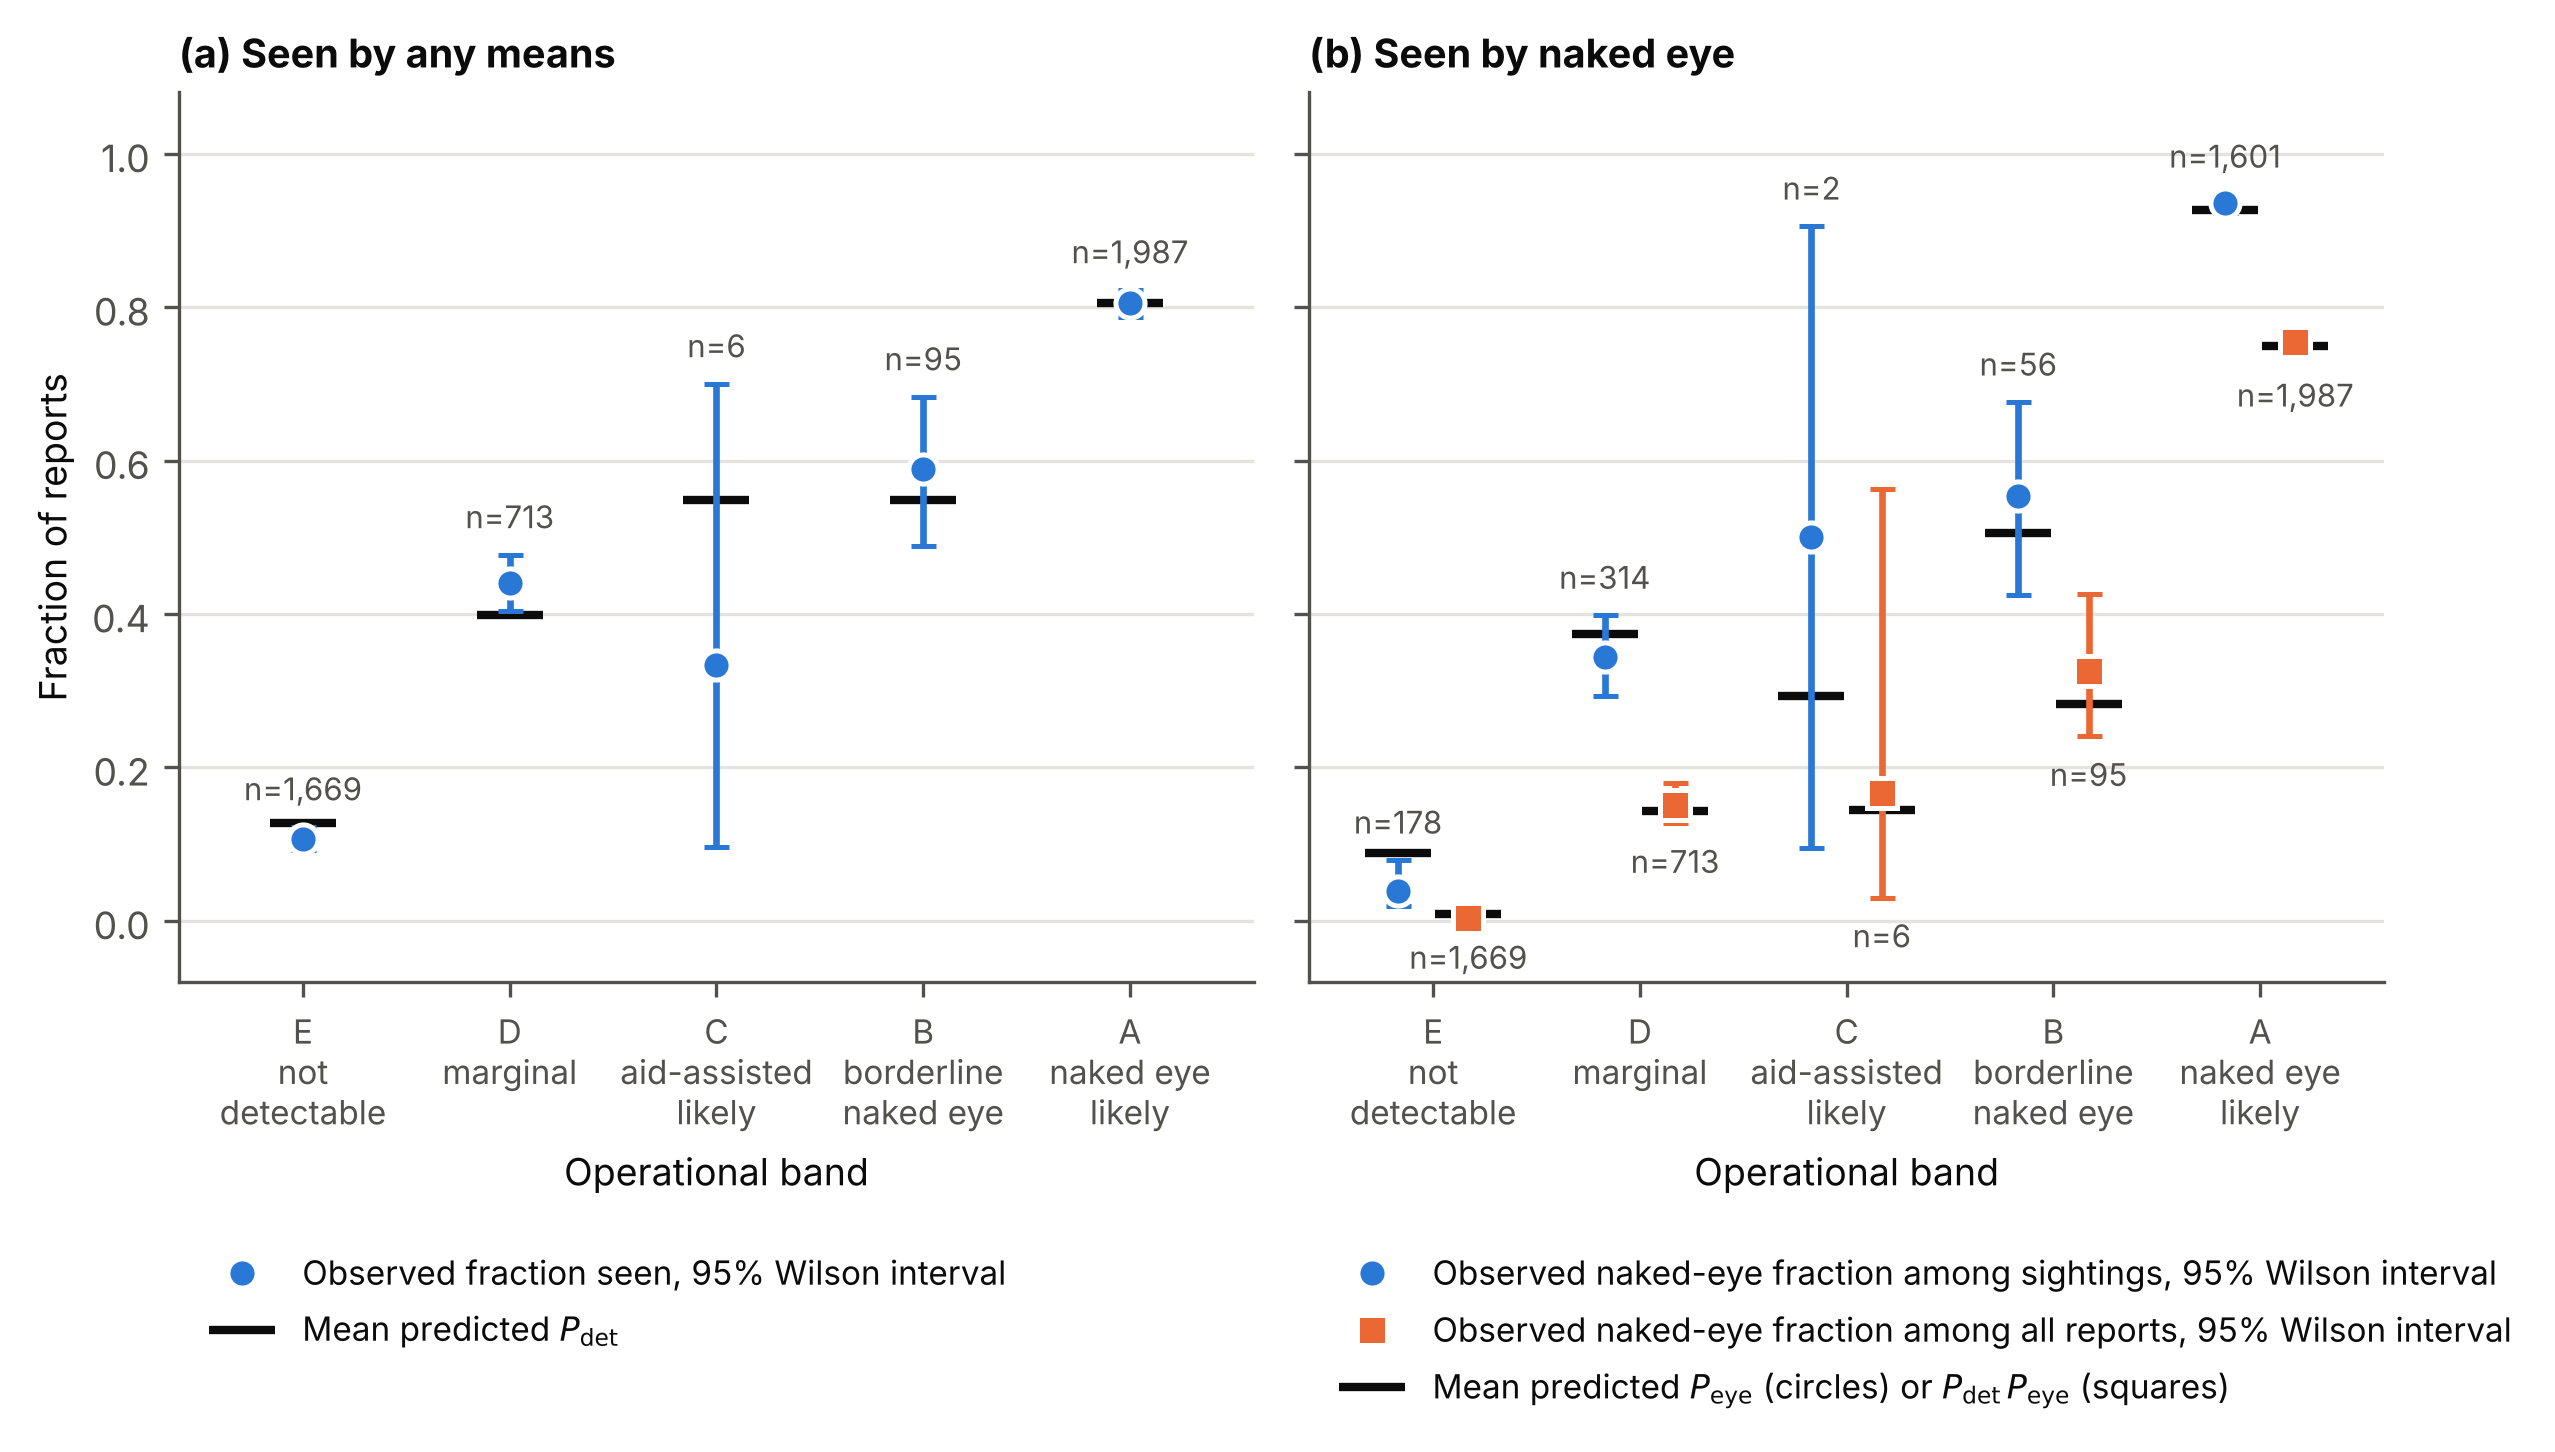 (a) Seen by any means
Fraction of reports
1.0
0.8
0.6
0.4
0.2
0.0
n=1,669
n=713
n=6
n=95
n=1,987
E
not
detectable
D
marginal
C
aid-assisted
likely
B
borderline
naked eye
A
naked eye
likely
Operational band
Observed fraction seen, 95% Wilson interval
Mean predicted P_det
(b) Seen by naked eye
n=178
n=1,669
n=314
n=713
n=2
n=6
n=56
n=95
n=1,601
n=1,987
E
not
detectable
D
marginal
C
aid-assisted
likely
B
borderline
naked eye
A
naked eye
likely
Operational band
Observed naked-eye fraction among sightings, 95% Wilson interval
Observed naked-eye fraction among all reports, 95% Wilson interval
Mean predicted P_eye (circles) or P_det P_eye (squares)